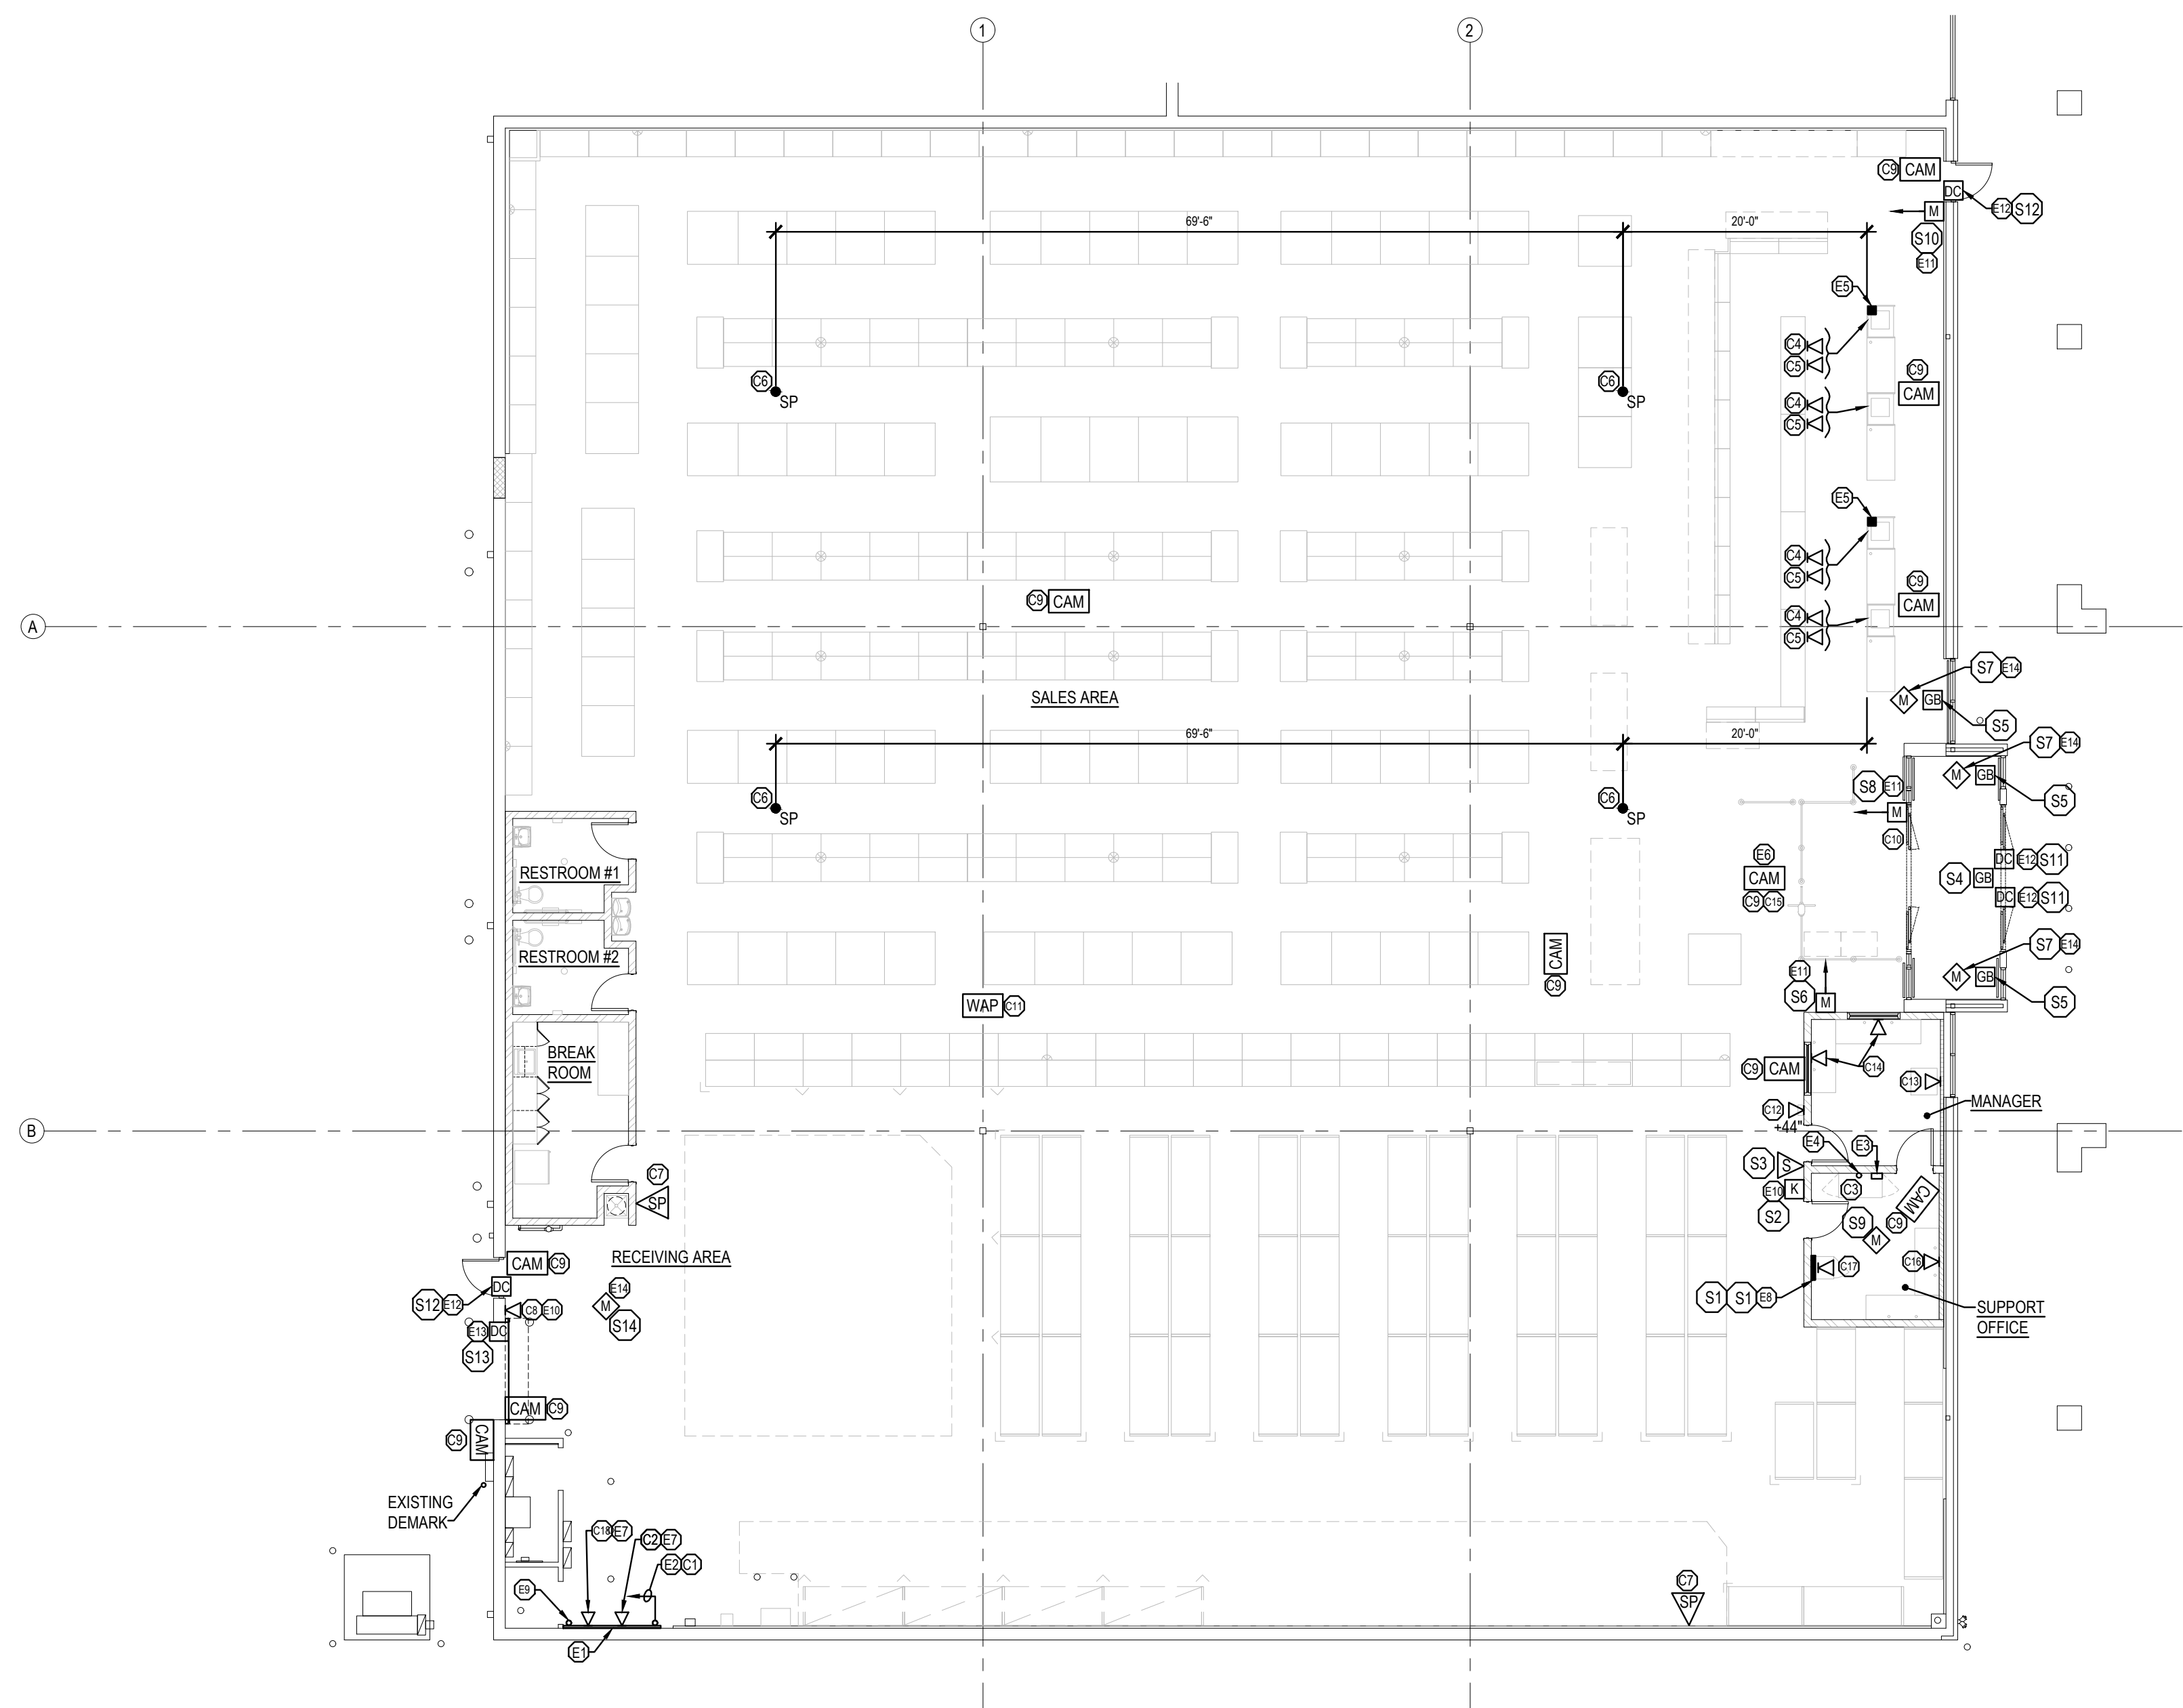 1
2
C9 CAM
DC
E12 S12
M
S10
E11
69'-6"
20'-0"
E5
C4
C5
C9
CAM
C6
SP
C6
SP
C4
C5
E5
C4
C5
C9
CAM
C9 CAM
A
C4
C5
S7 E14
M GB
S5
SALES AREA
69'-6"
20'-0"
S7 E14
M GB
S5
S8 E11
M
C10
C6
SP
C6
SP
E6
CAM
C9 C15
DC E12 S11
S4 GB
DC E12 S11
RESTROOM #1
RESTROOM #2
CAM
C9
S7 E14
M GB
S5
E11
S6 M
WAP C11
BREAK
ROOM
C9 CAM
C14
C13
MANAGER
C12
+44"
B
E4
E3
S3 S
E10 K
S2
C3
CAM
C9
S9
M
C7
SP
RECEIVING AREA
CAM C9
DC
S12 E12
C8 E10
E13 DC
S13
E14
M
S14
C16
C17
S1 S1 E8
SUPPORT
OFFICE
CAM C9
C9 CAM
EXISTING
DEMARK
C18 E7
C2 E7
E2 C1
E9
E1
C7
SP